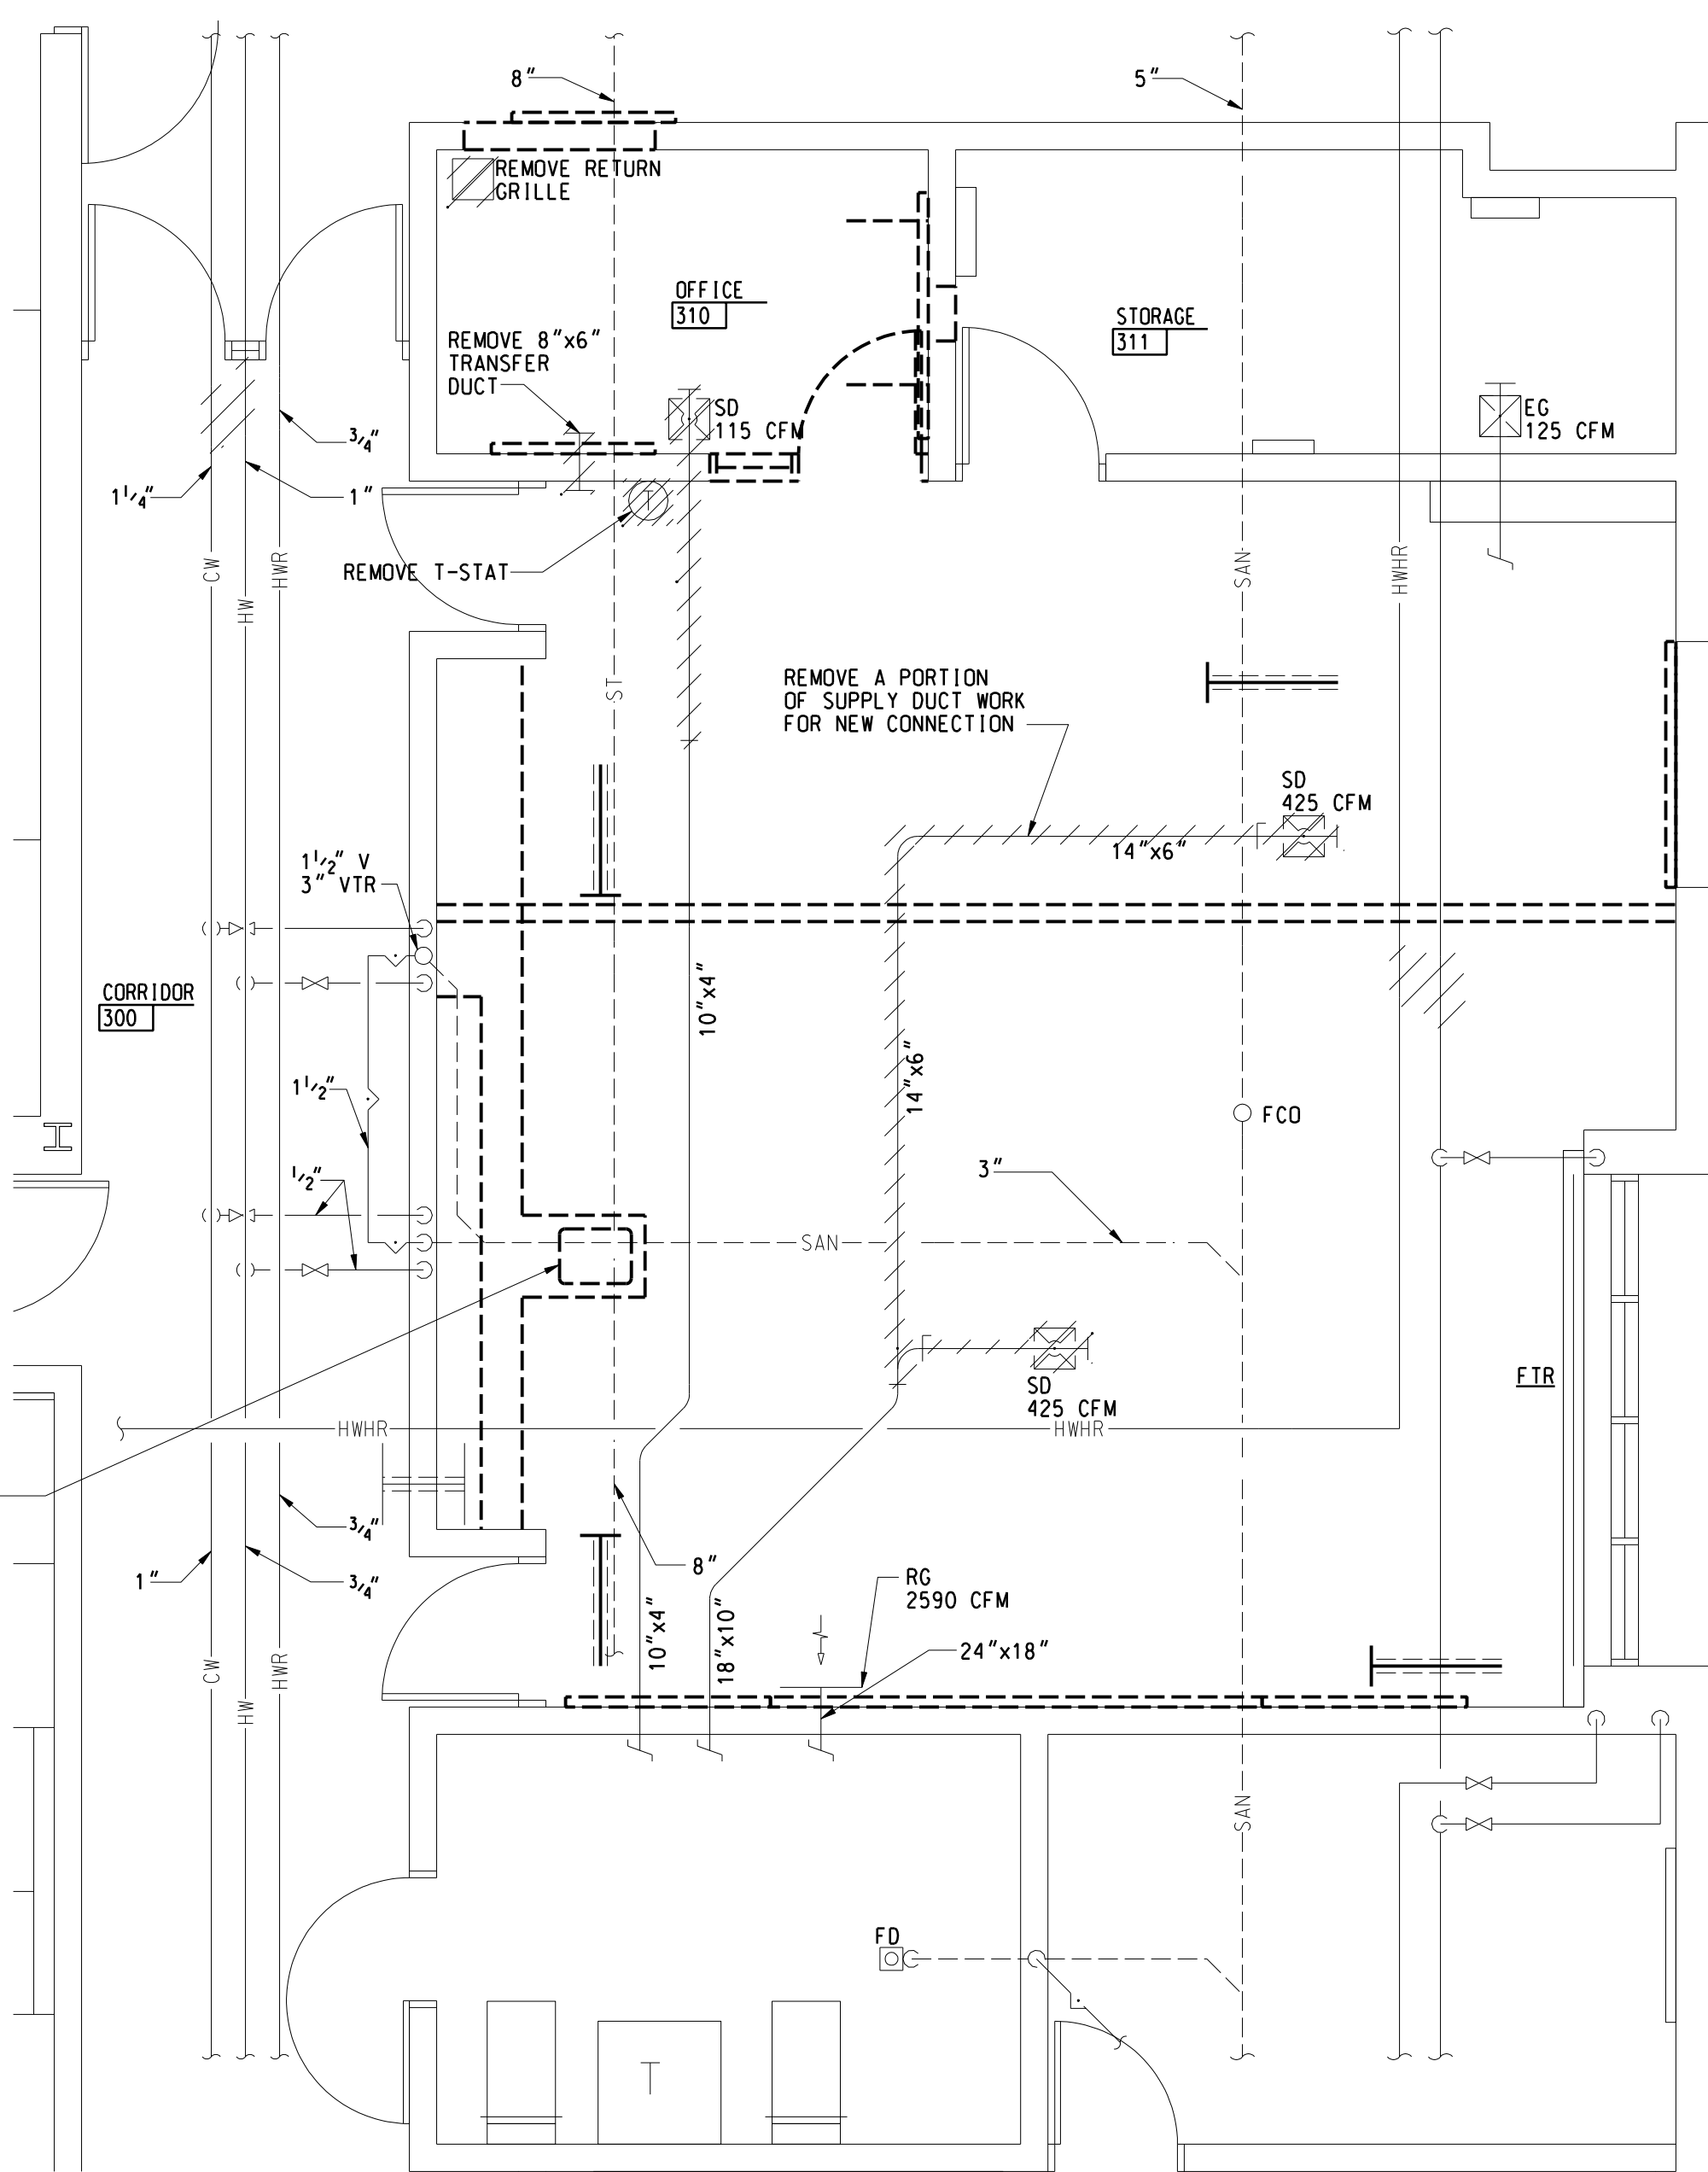 8"
5"
REMOVE RETURN
GRILLE
OFFICE
310
STORAGE
311
REMOVE 8"x6"
TRANSFER
DUCT
SD
115 CFM
EG
125 CFM
3/4"
1 1/4"
1"
CW
HW
HWR
REMOVE T-STAT
T
SAN
HWHR
ST
REMOVE A PORTION
OF SUPPLY DUCT WORK
FOR NEW CONNECTION
SD
425 CFM
14"x6"
1 1/2" V
3" VTR
CORRIDOR
300
10"x4"
14"x6"
1 1/2"
FCO
1/2"
3"
SAN
SD
425 CFM
FTR
HWHR
HWHR
3/4"
1"
3/4"
8"
RG
2590 CFM
10"x4"
18"x10"
24"x18"
CW
HW
HWR
SAN
FD
T